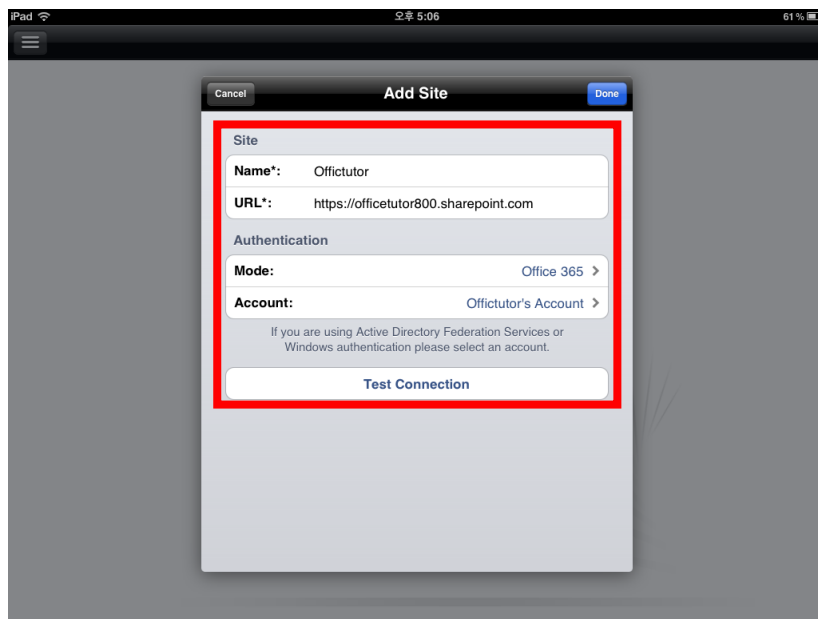 iPad 오후 5:06 61 %
Cancel Add Site Done
Site
Name*: Offictutor
URL*: https://officetutor800.sharepoint.com
Authentication
Mode: Office 365
Account: Offictutor's Account
If you are using Active Directory Federation Services or
Windows authentication please select an account.
Test Connection